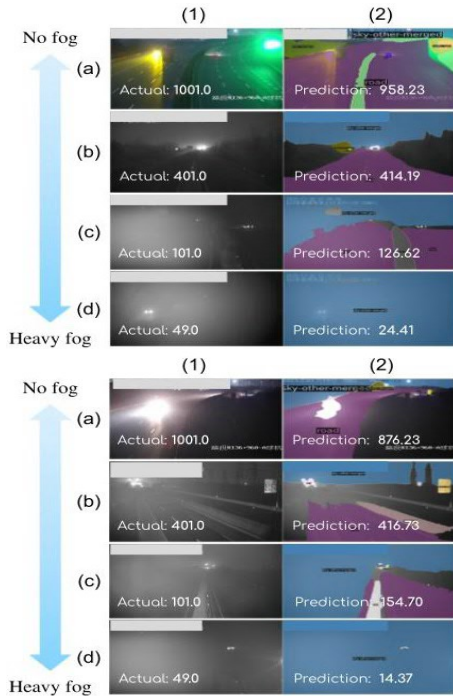 (1) (2)
No fog
(a)
sky-other-merged
road
Actual: 1001.0 Prediction: 958.23
(b)
Actual: 401.0 Prediction: 414.19
(c)
Actual: 101.0 Prediction: 126.62
(d)
Actual: 49.0 Prediction: 24.41
Heavy fog
(1) (2)
No fog
(a)
sky-other-merged
road
Actual: 1001.0 Prediction: 876.23
(b)
Actual: 401.0 Prediction: 416.73
(c)
Actual: 101.0 Prediction: 154.70
(d)
Actual: 49.0 Prediction: 14.37
Heavy fog